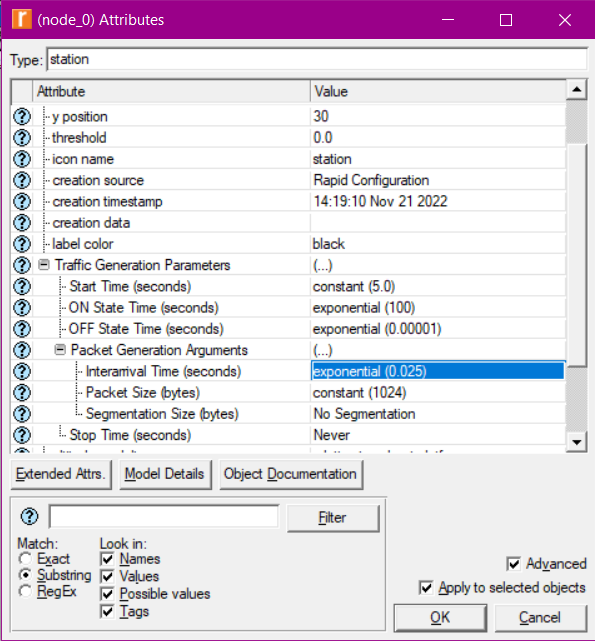 (node_0) Attributes
Type: station
Attribute Value
y position 30
threshold 0.0
icon name station
creation source Rapid Configuration
creation timestamp 14:19:10 Nov 21 2022
creation data
label color black
Traffic Generation Parameters (...)
Start Time (seconds) constant (5.0)
ON State Time (seconds) exponential (100)
OFF State Time (seconds) exponential (0.00001)
Packet Generation Arguments (...)
Interarrival Time (seconds) exponential (0.025)
Packet Size (bytes) constant (1024)
Segmentation Size (bytes) No Segmentation
Stop Time (seconds) Never
Extended Attrs. Model Details Object Documentation
Filter
Match: Look in:
Exact Names
Substring Values
RegEx Possible values
Tags
Advanced
Apply to selected objects
OK Cancel